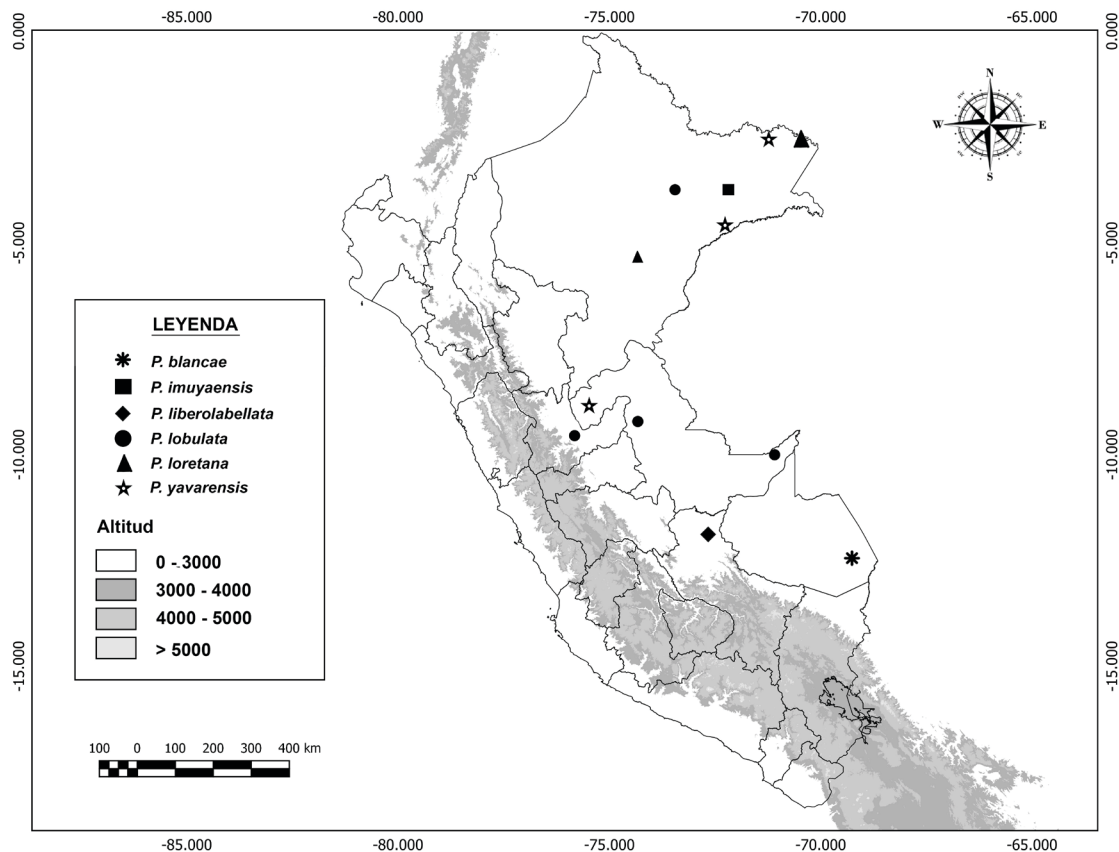 -85.000 -80.000 -75.000 -70.000 -65.000
0.000 0.000
N
W E
S
-5.000 -5.000
LEYENDA
P. blancae
P. imuyaensis
P. liberolabellata
P. lobulata
P. loretana
P. yavarensis
-10.000 -10.000
Altitud
0 - 3000
3000 - 4000
4000 - 5000
> 5000
-15.000 -15.000
100 0 100 200 300 400 km
-85.000 -80.000 -75.000 -70.000 -65.000